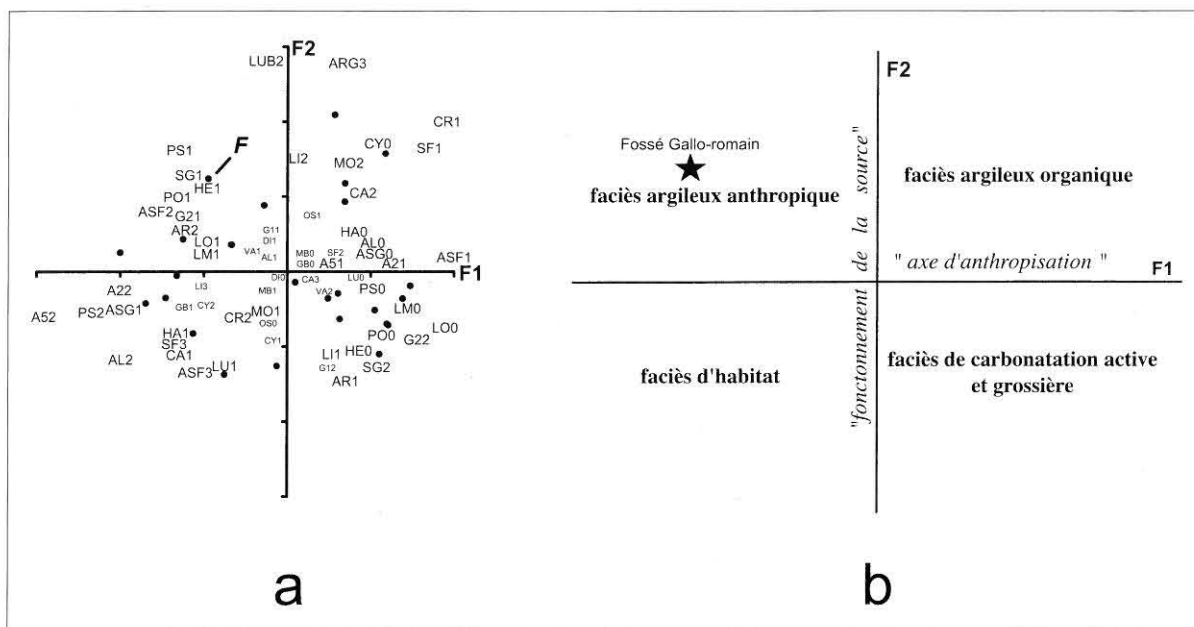 F2
LUB2 ARG3
CR1
F
CY0
PS1 SF1
LI2
MO2
SG1
HE1
PO1 CA2
ASF2
G21 OS1
AR2 G11 HA0
LO1 DI1 AL0
LM1 VA1 AL1 MB0 SF2 ASG0 ASF1
GB0 A51 A21
F1
DI0 CA3 LU0
A22 LI3 MB1 VA2 PS0
A52 PS2 ASG1 GB1 CY2 MO1 LM0
CR2 OS0 LO0
HA1 CY1 PO0 G22
SF3 LI1 HE0
AL2 CA1 LU1 G12 SG2
ASF3 AR1
a
F2
Fossé Gallo-romain
faciès argileux anthropique
faciès argileux organique
"fonctonnement de la source"
" axe d'anthropisation "
F1
faciès d'habitat
faciès de carbonatation active
et grossière
b